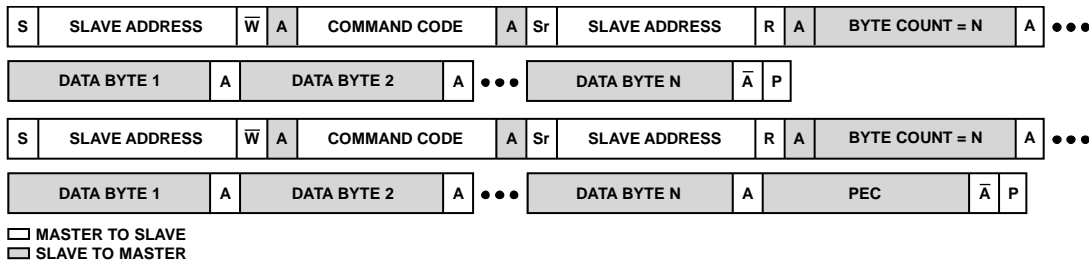 S SLAVE ADDRESS W̅ A COMMAND CODE A Sr SLAVE ADDRESS R A BYTE COUNT = N A •••
DATA BYTE 1 A DATA BYTE 2 A ••• DATA BYTE N A̅ P
S SLAVE ADDRESS W̅ A COMMAND CODE A Sr SLAVE ADDRESS R A BYTE COUNT = N A •••
DATA BYTE 1 A DATA BYTE 2 A ••• DATA BYTE N A PEC A̅ P
MASTER TO SLAVE
SLAVE TO MASTER